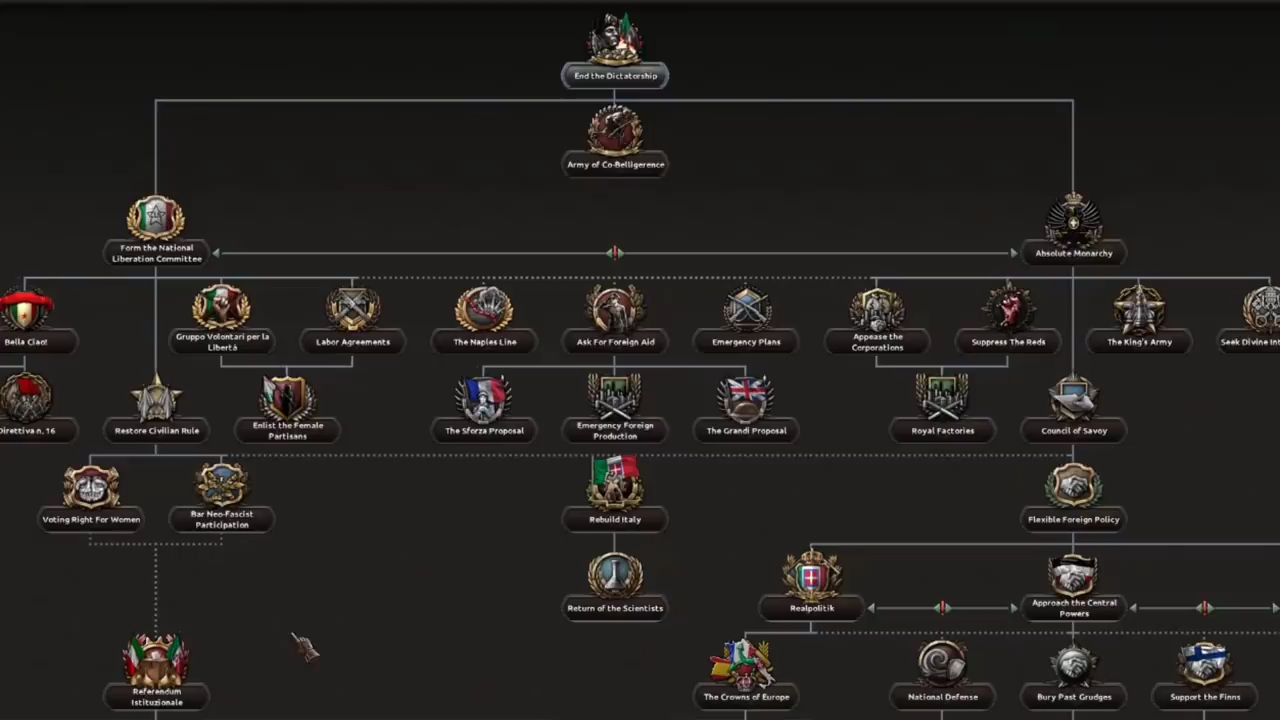 End the Dictatorship
Army of Co-Belligerence
Form the National
Liberation Committee
Absolute Monarchy
Bella Ciao!
Gruppo Volontari per la
Libertà
Labor Agreements
The Naples Line
Ask For Foreign Aid
Emergency Plans
Appease the
Corporations
Suppress The Reds
The King's Army
Seek Divine Int
Direttiva n. 16
Restore Civilian Rule
Enlist the Female
Partisans
The Sforza Proposal
Emergency Foreign
Production
The Grandi Proposal
Royal Factories
Council of Savoy
Voting Right For Women
Bar Neo-Fascist
Participation
Rebuild Italy
Flexible Foreign Policy
Return of the Scientists
Realpolitik
Approach the Central
Powers
Referendum
Istituzionale
The Crowns of Europe
National Defense
Bury Past Grudges
Support the Finns